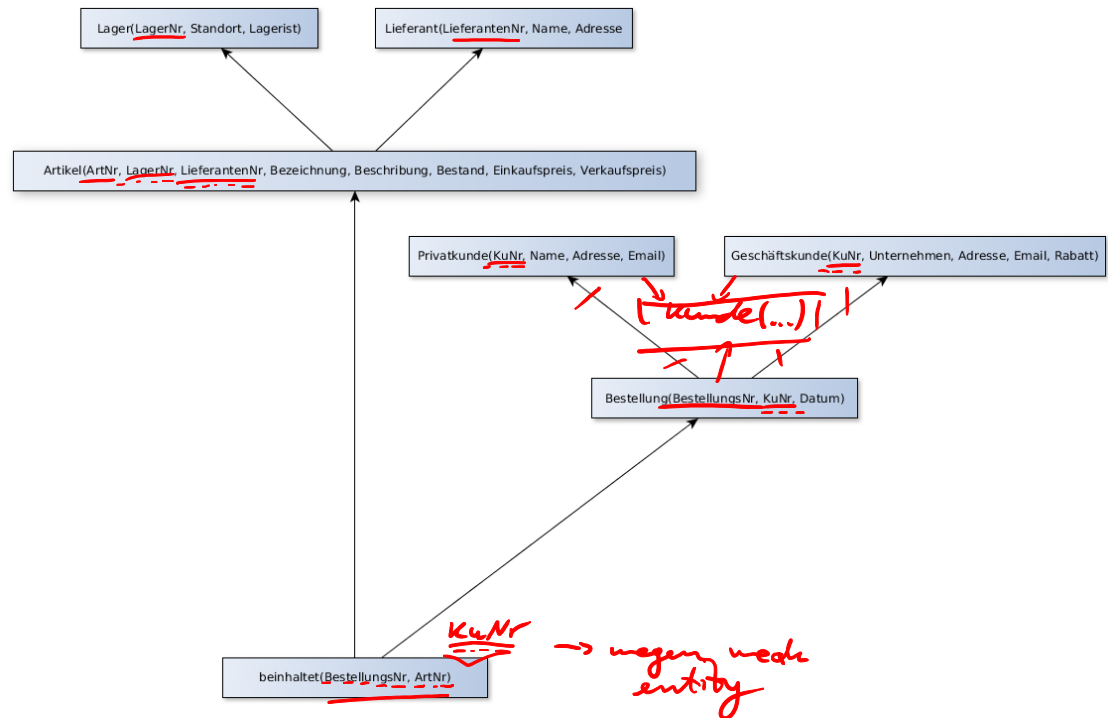 Lager(LagerNr, Standort, Lagerist)
Lieferant(LieferantenNr, Name, Adresse
Artikel(ArtNr, LagerNr, LieferantenNr, Bezeichnung, Beschribung, Bestand, Einkaufspreis, Verkaufspreis)
Privatkunde(KuNr, Name, Adresse, Email)
Geschäftskunde(KuNr, Unternehmen, Adresse, Email, Rabatt)
Kunde(...)
Bestellung(BestellungsNr, KuNr, Datum)
KuNr → wegen weak
entity
beinhaltet(BestellungsNr, ArtNr)